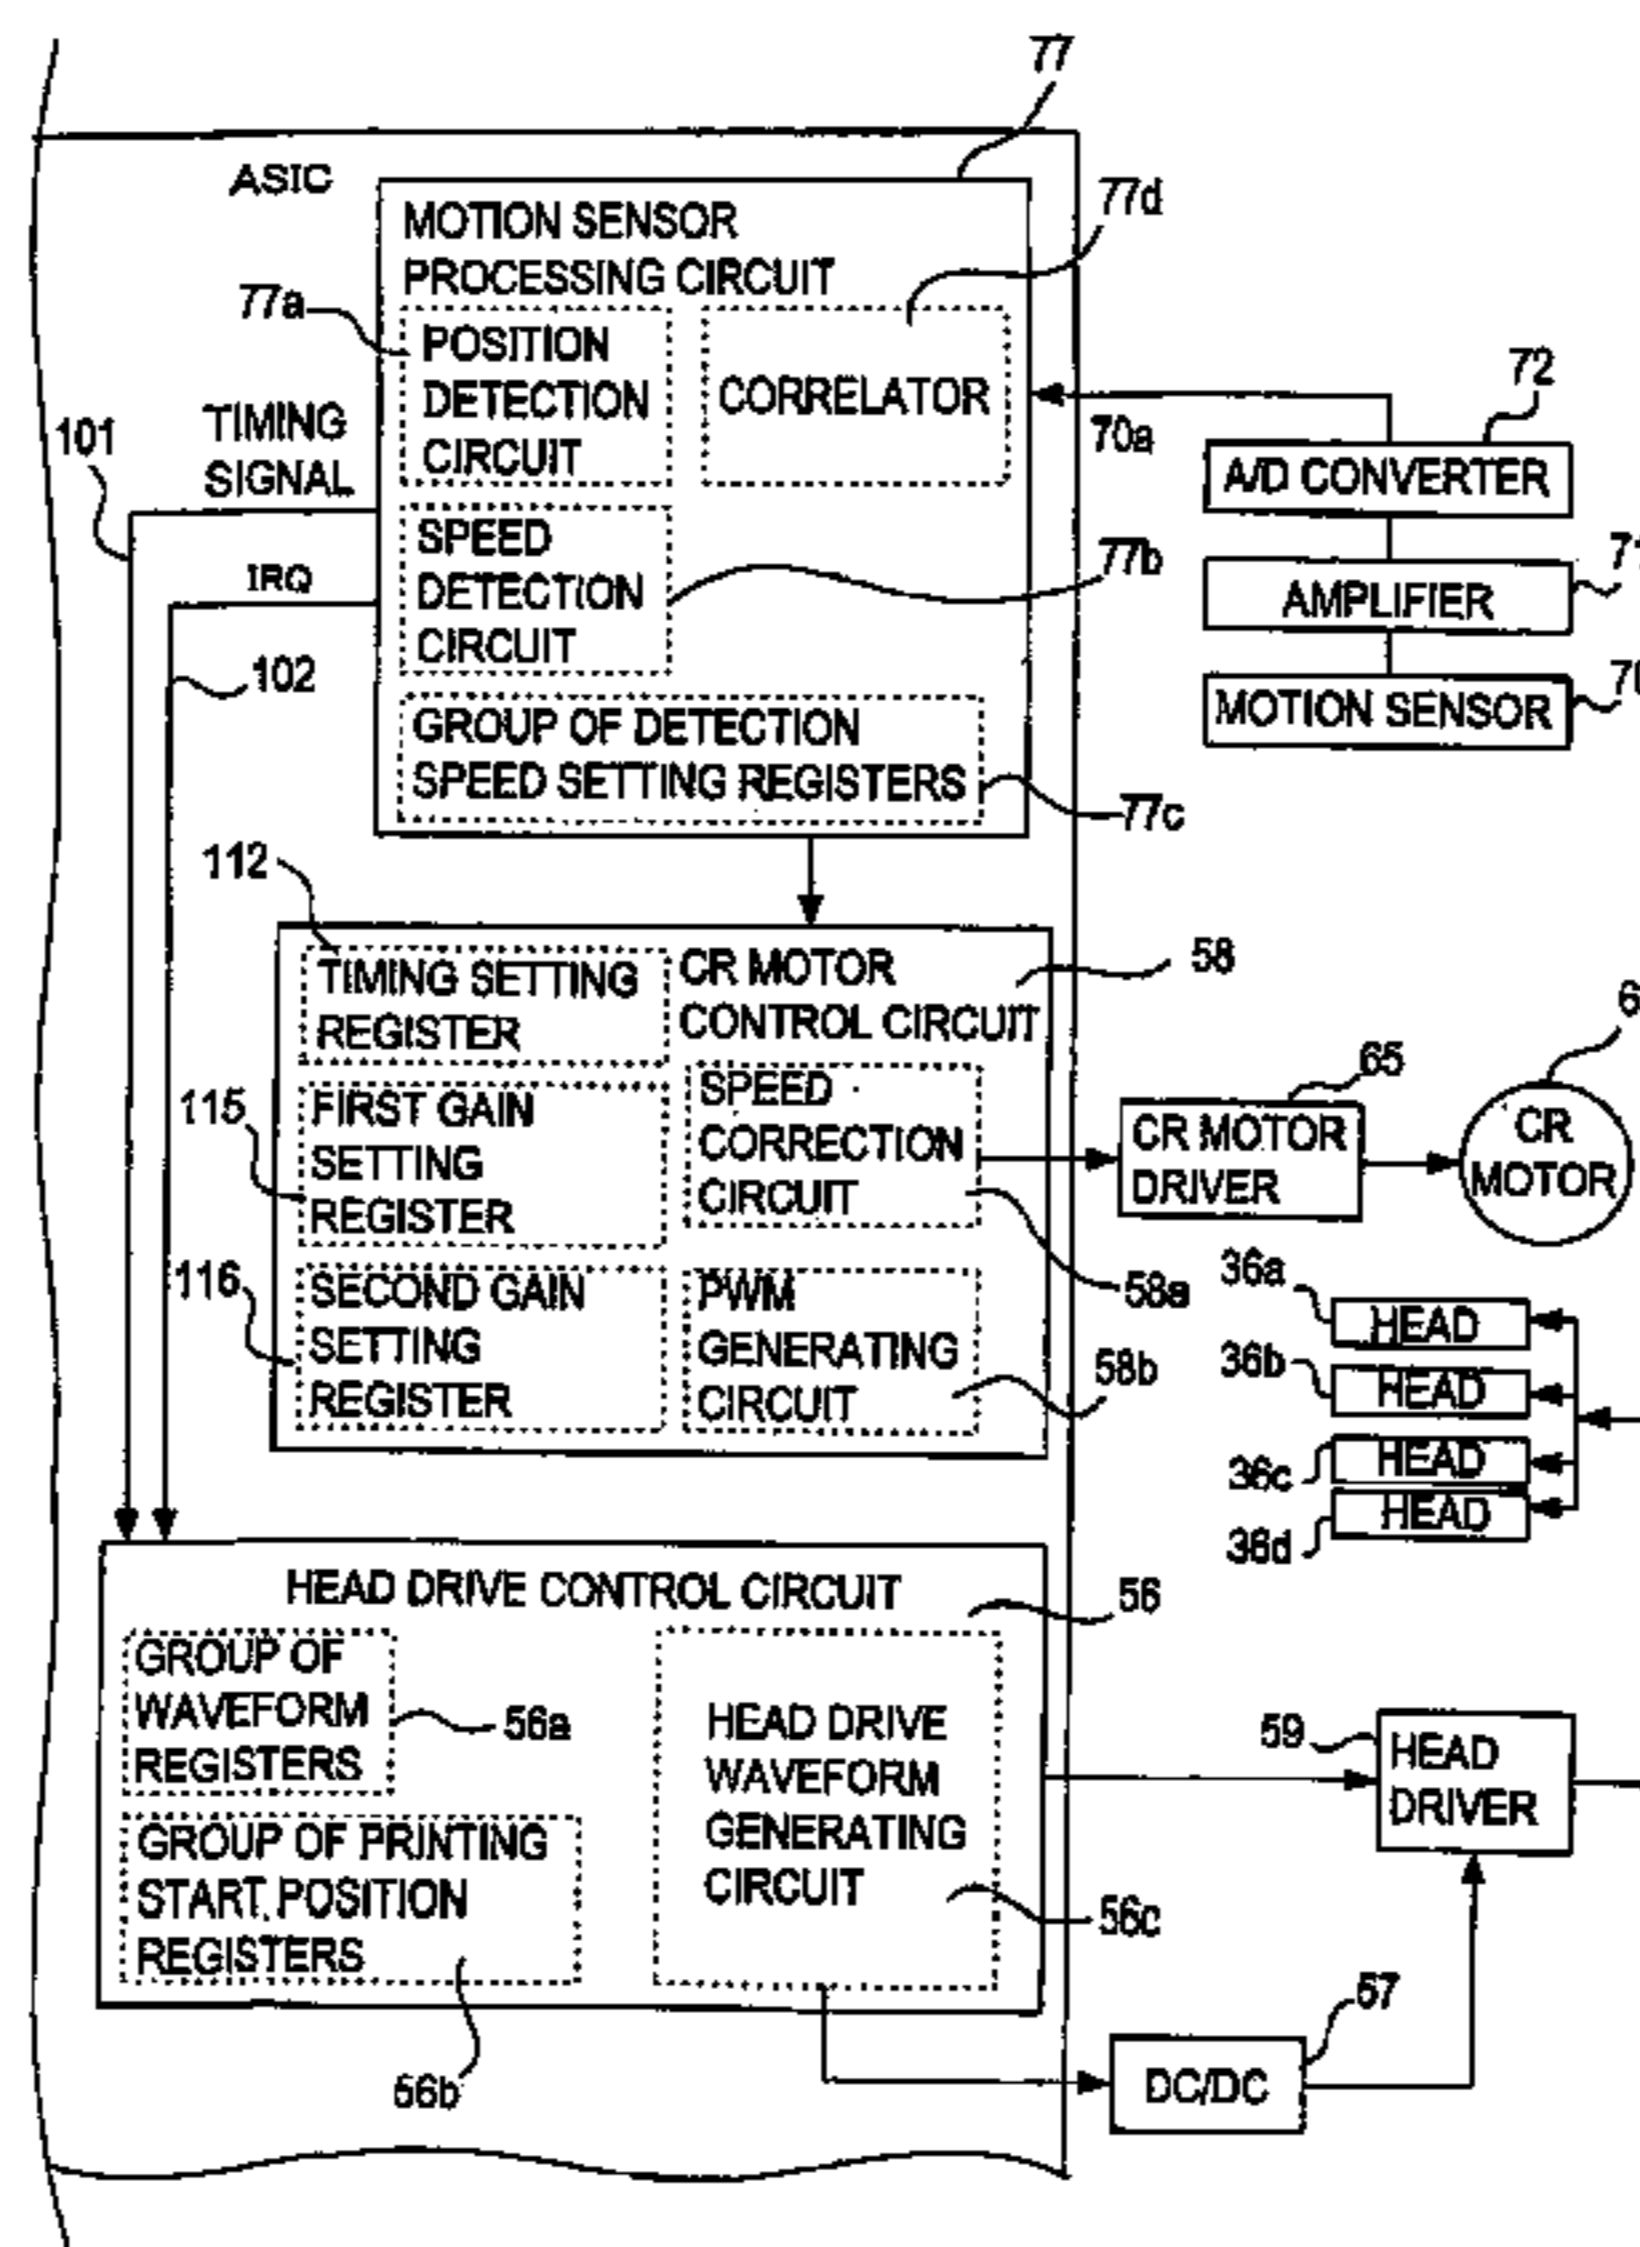 77
ASIC
MOTION SENSOR
PROCESSING CIRCUIT
77d
77a
POSITION
DETECTION
CIRCUIT
CORRELATOR
70a
72
A/D CONVERTER
AMPLIFIER
MOTION SENSOR
101
TIMING
SIGNAL
IRQ
102
SPEED
DETECTION
CIRCUIT
77b
GROUP OF DETECTION
SPEED SETTING REGISTERS
77c
112
TIMING SETTING
REGISTER
CR MOTOR
CONTROL CIRCUIT
58
115
FIRST GAIN
SETTING
REGISTER
SPEED
CORRECTION
CIRCUIT
58a
65
CR MOTOR
DRIVER
CR
MOTOR
116
SECOND GAIN
SETTING
REGISTER
PWM
GENERATING
CIRCUIT
58b
36a
HEAD
36b
HEAD
36c
HEAD
36d
HEAD
HEAD DRIVE CONTROL CIRCUIT
56
GROUP OF
WAVEFORM
REGISTERS
56a
GROUP OF PRINTING
START POSITION
REGISTERS
56b
HEAD DRIVE
WAVEFORM
GENERATING
CIRCUIT
56c
59
HEAD
DRIVER
57
DC/DC